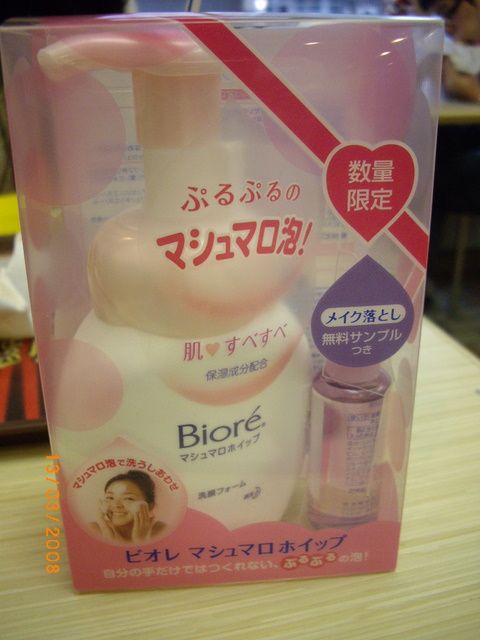 数量
限定
ぷるぷるの
マシュマロ泡!
メイク落とし
無料サンプル
つき
肌♥すべすべ
保湿成分配合
Bioré®
マシュマロホイップ
洗顔フォーム
マシュマロ泡で洗うしあわせ
ビオレ マシュマロホイップ
自分の手だけではつくれない、ぷるぷるの泡!
13/03/2008